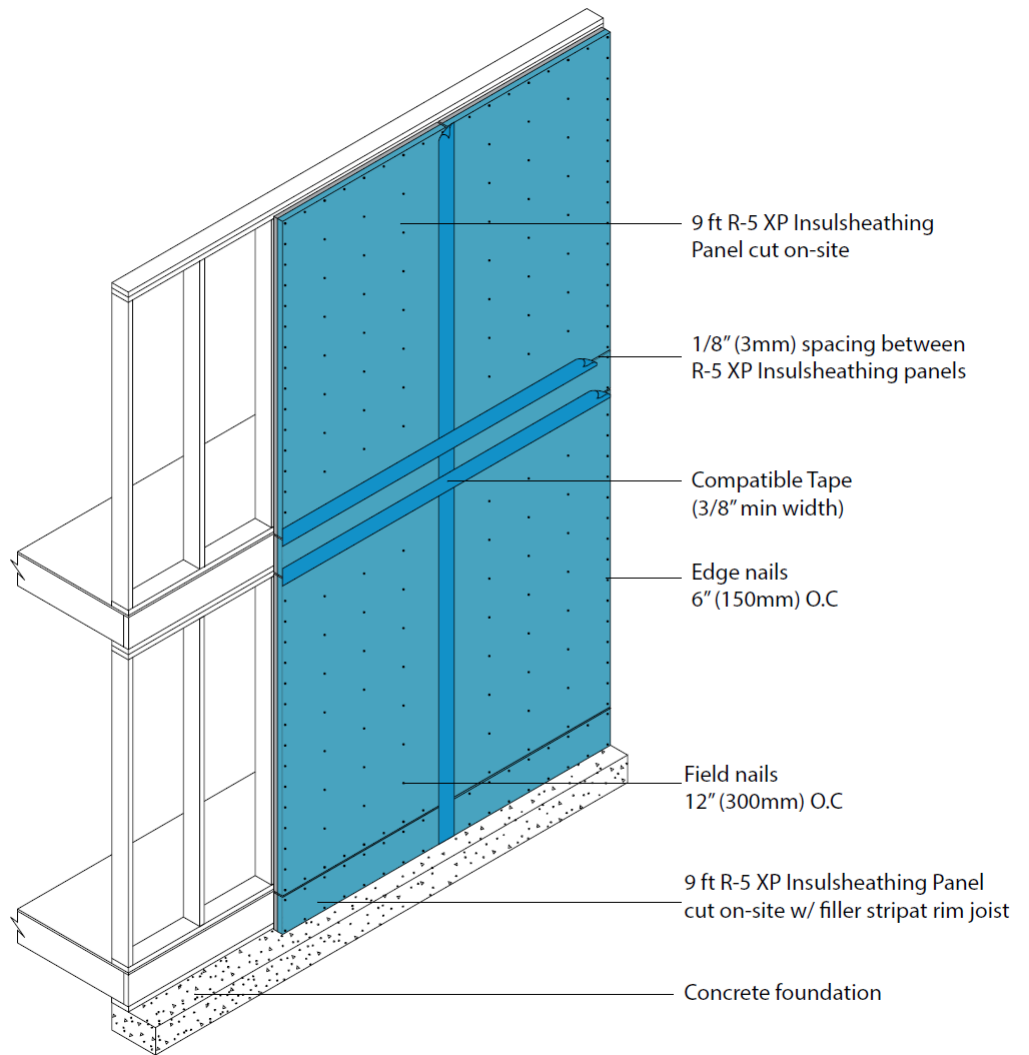 9 ft R-5 XP Insulsheathing
Panel cut on-site
1/8” (3mm) spacing between
R-5 XP Insulsheathing panels
Compatible Tape
(3/8” min width)
Edge nails
6” (150mm) O.C
Field nails
12” (300mm) O.C
9 ft R-5 XP Insulsheathing Panel
cut on-site w/ filler stripat rim joist
Concrete foundation